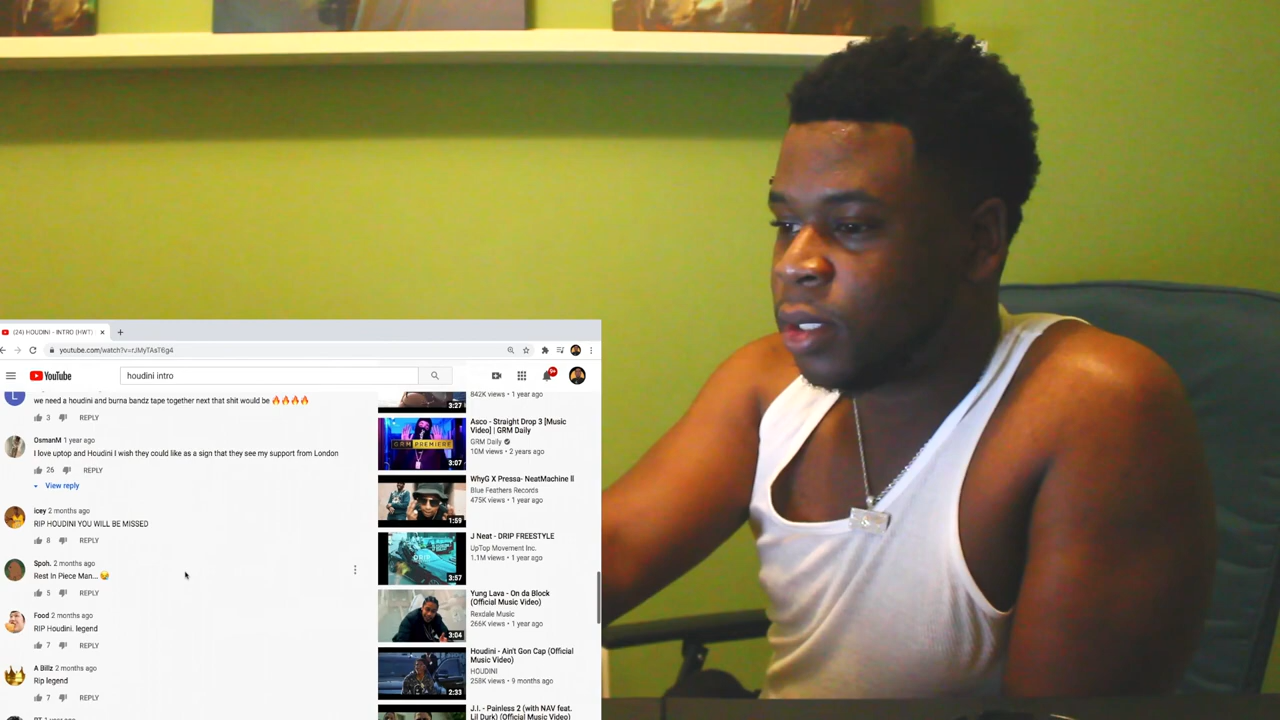 (24) HOUDINI - INTRO (HWT)
youtube.com/watch?v=rJMyTAaT6g4
YouTube
houdini intro
9+
L
we need a houdini and burna bandz tape together next that shit would be 🔥🔥🔥🔥
3 REPLY
OsmanM 1 year ago
I love uptop and Houdini I wish they could like as a sign that they see my support from London
26 REPLY
View reply
icey 2 months ago
RIP HOUDINI YOU WILL BE MISSED
8 REPLY
Spoh. 2 months ago
Rest In Piece Man... 😪
5 REPLY
Food 2 months ago
RIP Houdini. legend
7 REPLY
A Billz 2 months ago
Rip legend
7 REPLY
842K views • 1 year ago
3:27
Asco - Straight Drop 3 [Music
Video] | GRM Daily
GRM Daily
10M views • 2 years ago
GRM PREMIERE
3:07
WhyG X Pressa- NeatMachine ll
Blue Feathers Records
475K views • 1 year ago
1:59
J Neat - DRIP FREESTYLE
UpTop Movement Inc.
1.1M views • 1 year ago
DRIP
3:57
Yung Lava - On da Block
(Official Music Video)
Rexdale Music
266K views • 1 year ago
3:04
Houdini - Ain't Gon Cap (Official
Music Video)
HOUDINI
258K views • 9 months ago
2:33
J.I. - Painless 2 (with NAV feat.
Lil Durk) (Official Music Video)